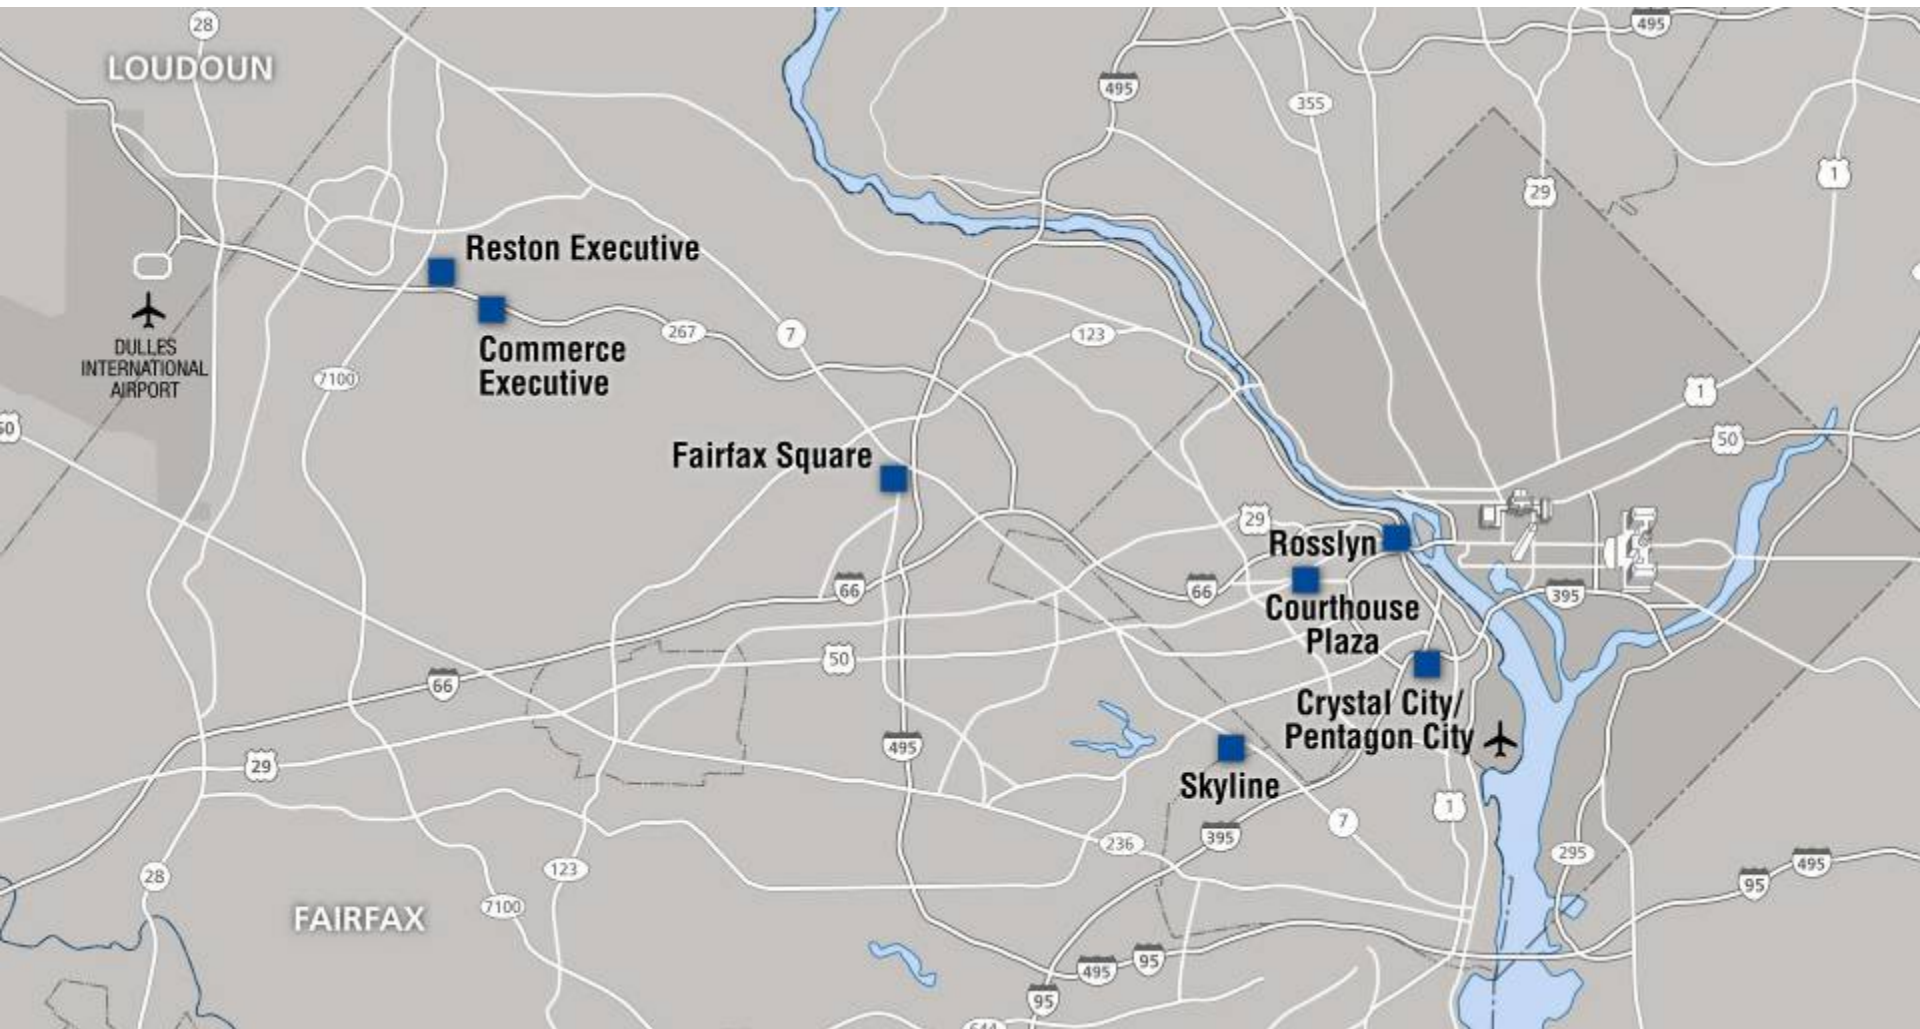 28
495
LOUDOUN
495
355
1
29
Reston Executive
267
7
123
Commerce
Executive
DULLES
INTERNATIONAL
AIRPORT
7100
1
50
Fairfax Square
29
Rosslyn
66
66
395
Courthouse
Plaza
50
66
Crystal City/
Pentagon City
495
29
Skyline
1
7
395
236
295
495
95
123
28
7100
FAIRFAX
95
495
95